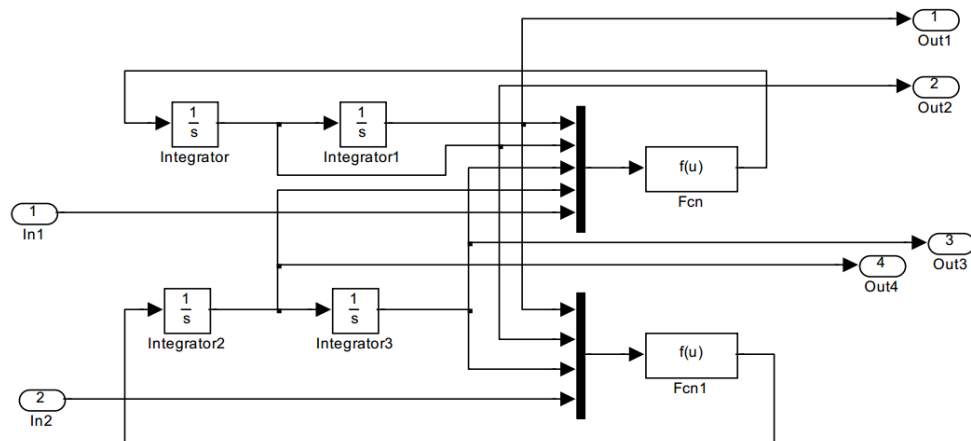 1
Out1
2
Out2
1
s
Integrator
1
s
Integrator1
f(u)
Fcn
1
In1
3
Out3
4
Out4
1
s
Integrator2
1
s
Integrator3
f(u)
Fcn1
2
In2